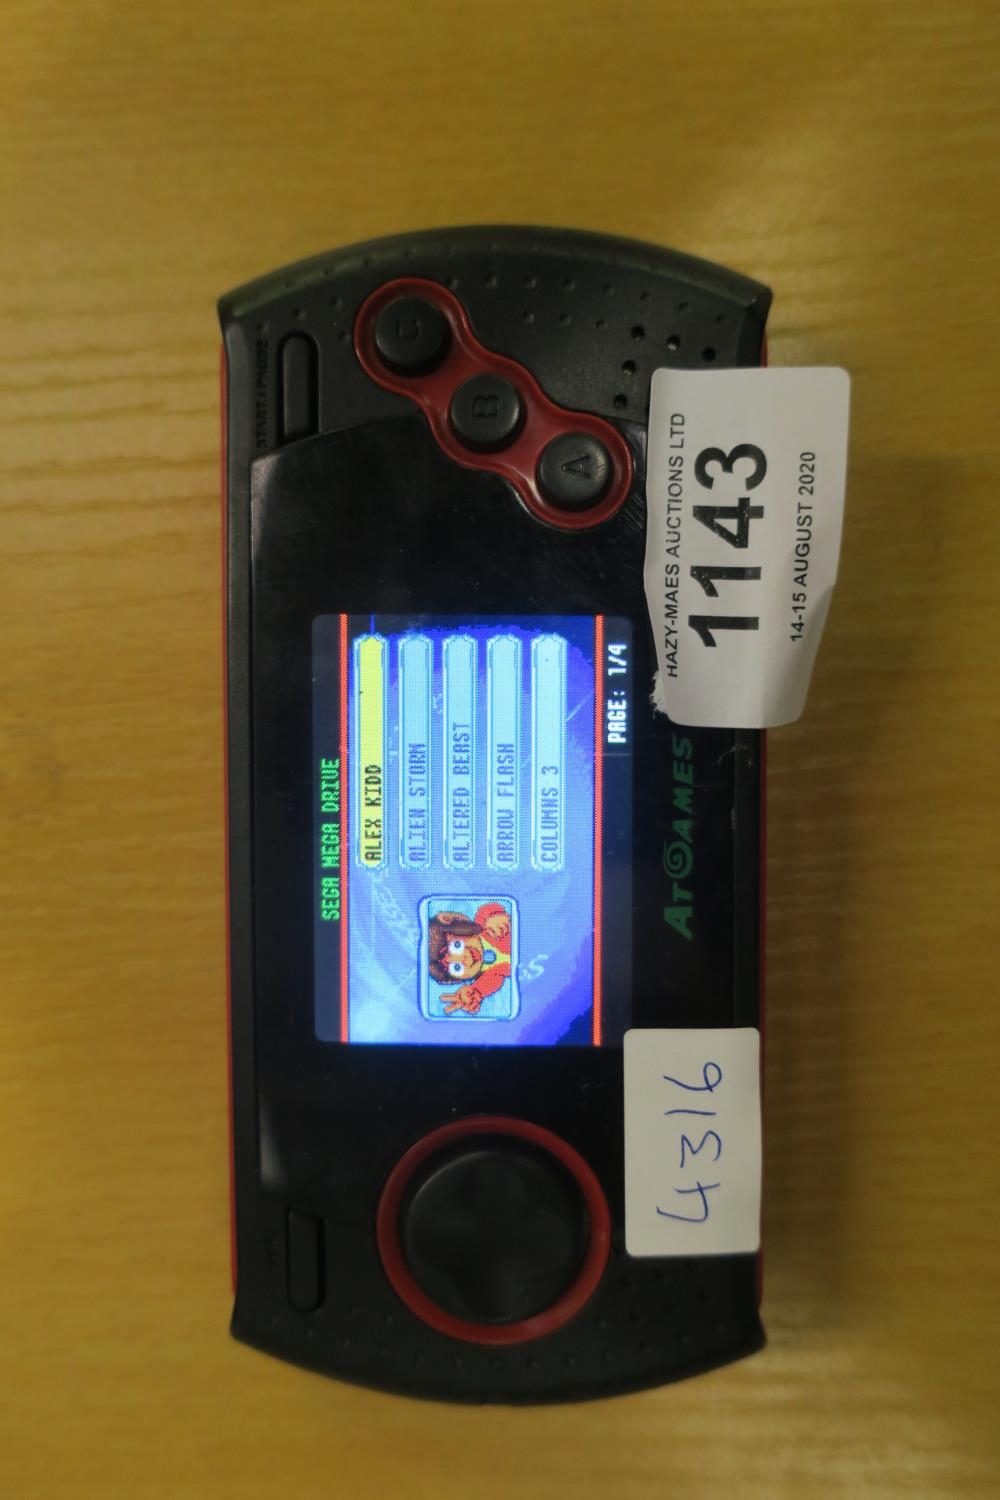 START/PAUSE
C
B
A
SEGA MEGA DRIVE
ALEX KIDD
ALIEN STORM
ALTERED BEAST
ARROW FLASH
COLUMNS 3
PAGE: 1/4
ATGAMES
HAZY-MAES AUCTIONS LTD
1143
14-15 AUGUST 2020
4316